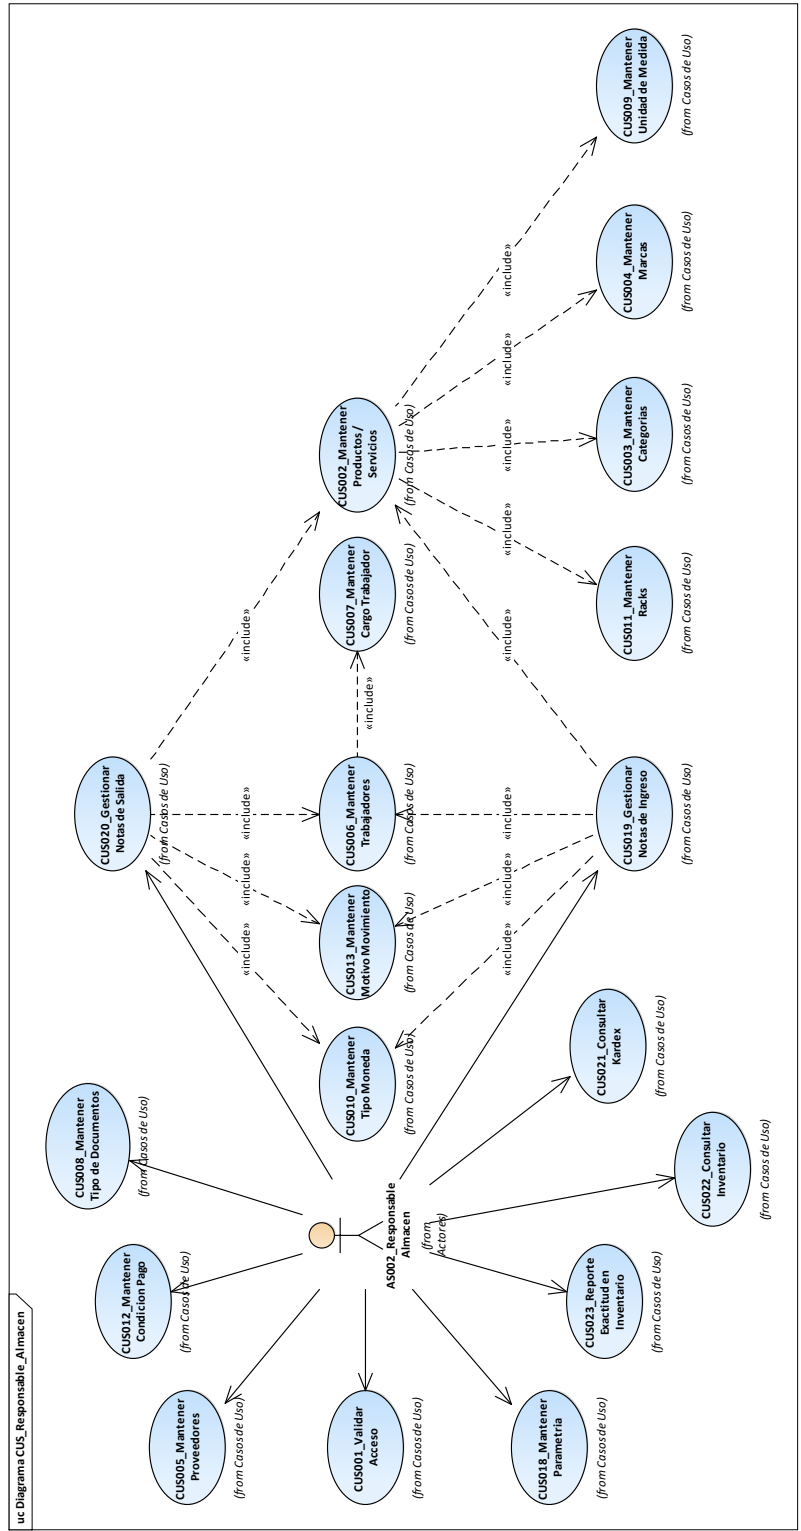 uc Diagrama CUS_Responsable_Almacen
CUS005_Mantener
Proveedores
(from Casos de Uso)
CUS012_Mantener
Condicion Pago
(from Casos de Uso)
CUS008_Mantener
Tipo de Documentos
(from Casos de Uso)
CUS001_Validar
Acceso
(from Casos de Uso)
AS002_Responsable
Almacen
(from
Actores)
CUS018_Mantener
Parametria
(from Casos de Uso)
CUS023_Reporte
Exactitud en
Inventario
(from Casos de Uso)
CUS022_Consultar
Inventario
(from Casos de Uso)
CUS021_Consultar
Kardex
(from Casos de Uso)
CUS020_Gestionar
Notas de Salida
(from Casos de Uso)
«include»
«include»
«include»
«include»
CUS010_Mantener
Tipo Moneda
(from Casos de Uso)
CUS013_Mantener
Motivo Movimiento
(from Casos de Uso)
CUS006_Mantener
Trabajadores
(from Casos de Uso)
«include»
CUS007_Mantener
Cargo Trabajador
(from Casos de Uso)
CUS002_Mantener
Productos /
Servicios
(from Casos de Uso)
«include»
«include»
«include»
«include»
CUS019_Gestionar
Notas de Ingreso
(from Casos de Uso)
«include»
«include»
«include»
«include»
CUS011_Mantener
Racks
(from Casos de Uso)
CUS003_Mantener
Categorias
(from Casos de Uso)
CUS004_Mantener
Marcas
(from Casos de Uso)
CUS009_Mantener
Unidad de Medida
(from Casos de Uso)